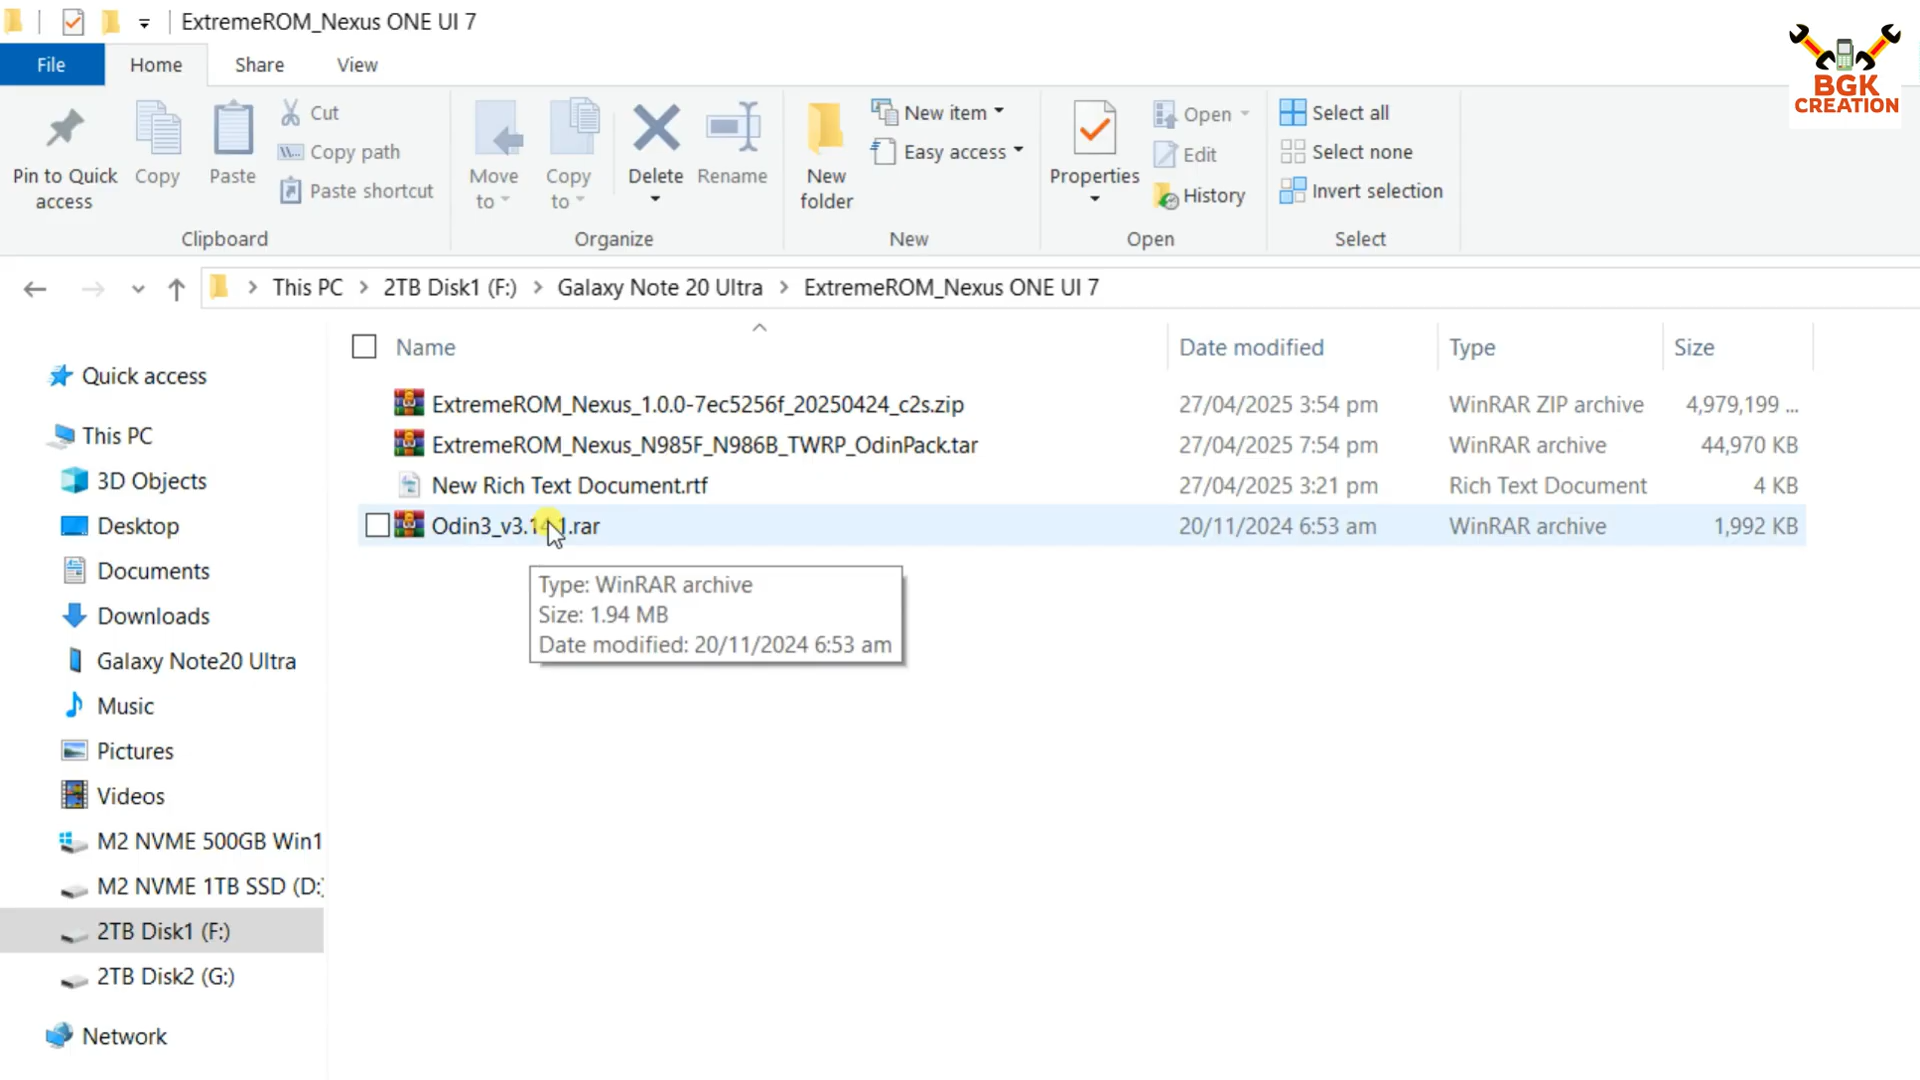 ExtremeROM_Nexus ONE UI 7
File
Home
Share
View
Pin to Quick access
Copy
Paste
Cut
Copy path
Paste shortcut
Clipboard
Move to
Copy to
Delete
Rename
Organize
New folder
New item
Easy access
New
Properties
Open
Edit
History
Open
Select all
Select none
Invert selection
Select
BGK
CREATION
This PC
2TB Disk1 (F:)
Galaxy Note 20 Ultra
ExtremeROM_Nexus ONE UI 7
Name
Date modified
Type
Size
ExtremeROM_Nexus_1.0.0-7ec5256f_20250424_c2s.zip
27/04/2025 3:54 pm
WinRAR ZIP archive
4,979,199 ...
ExtremeROM_Nexus_N985F_N986B_TWRP_OdinPack.tar
27/04/2025 7:54 pm
WinRAR archive
44,970 KB
New Rich Text Document.rtf
27/04/2025 3:21 pm
Rich Text Document
4 KB
Odin3_v3.14.1.rar
20/11/2024 6:53 am
WinRAR archive
1,992 KB
Type: WinRAR archive
Size: 1.94 MB
Date modified: 20/11/2024 6:53 am
Quick access
This PC
3D Objects
Desktop
Documents
Downloads
Galaxy Note20 Ultra
Music
Pictures
Videos
M2 NVME 500GB Win1
M2 NVME 1TB SSD (D:)
2TB Disk1 (F:)
2TB Disk2 (G:)
Network